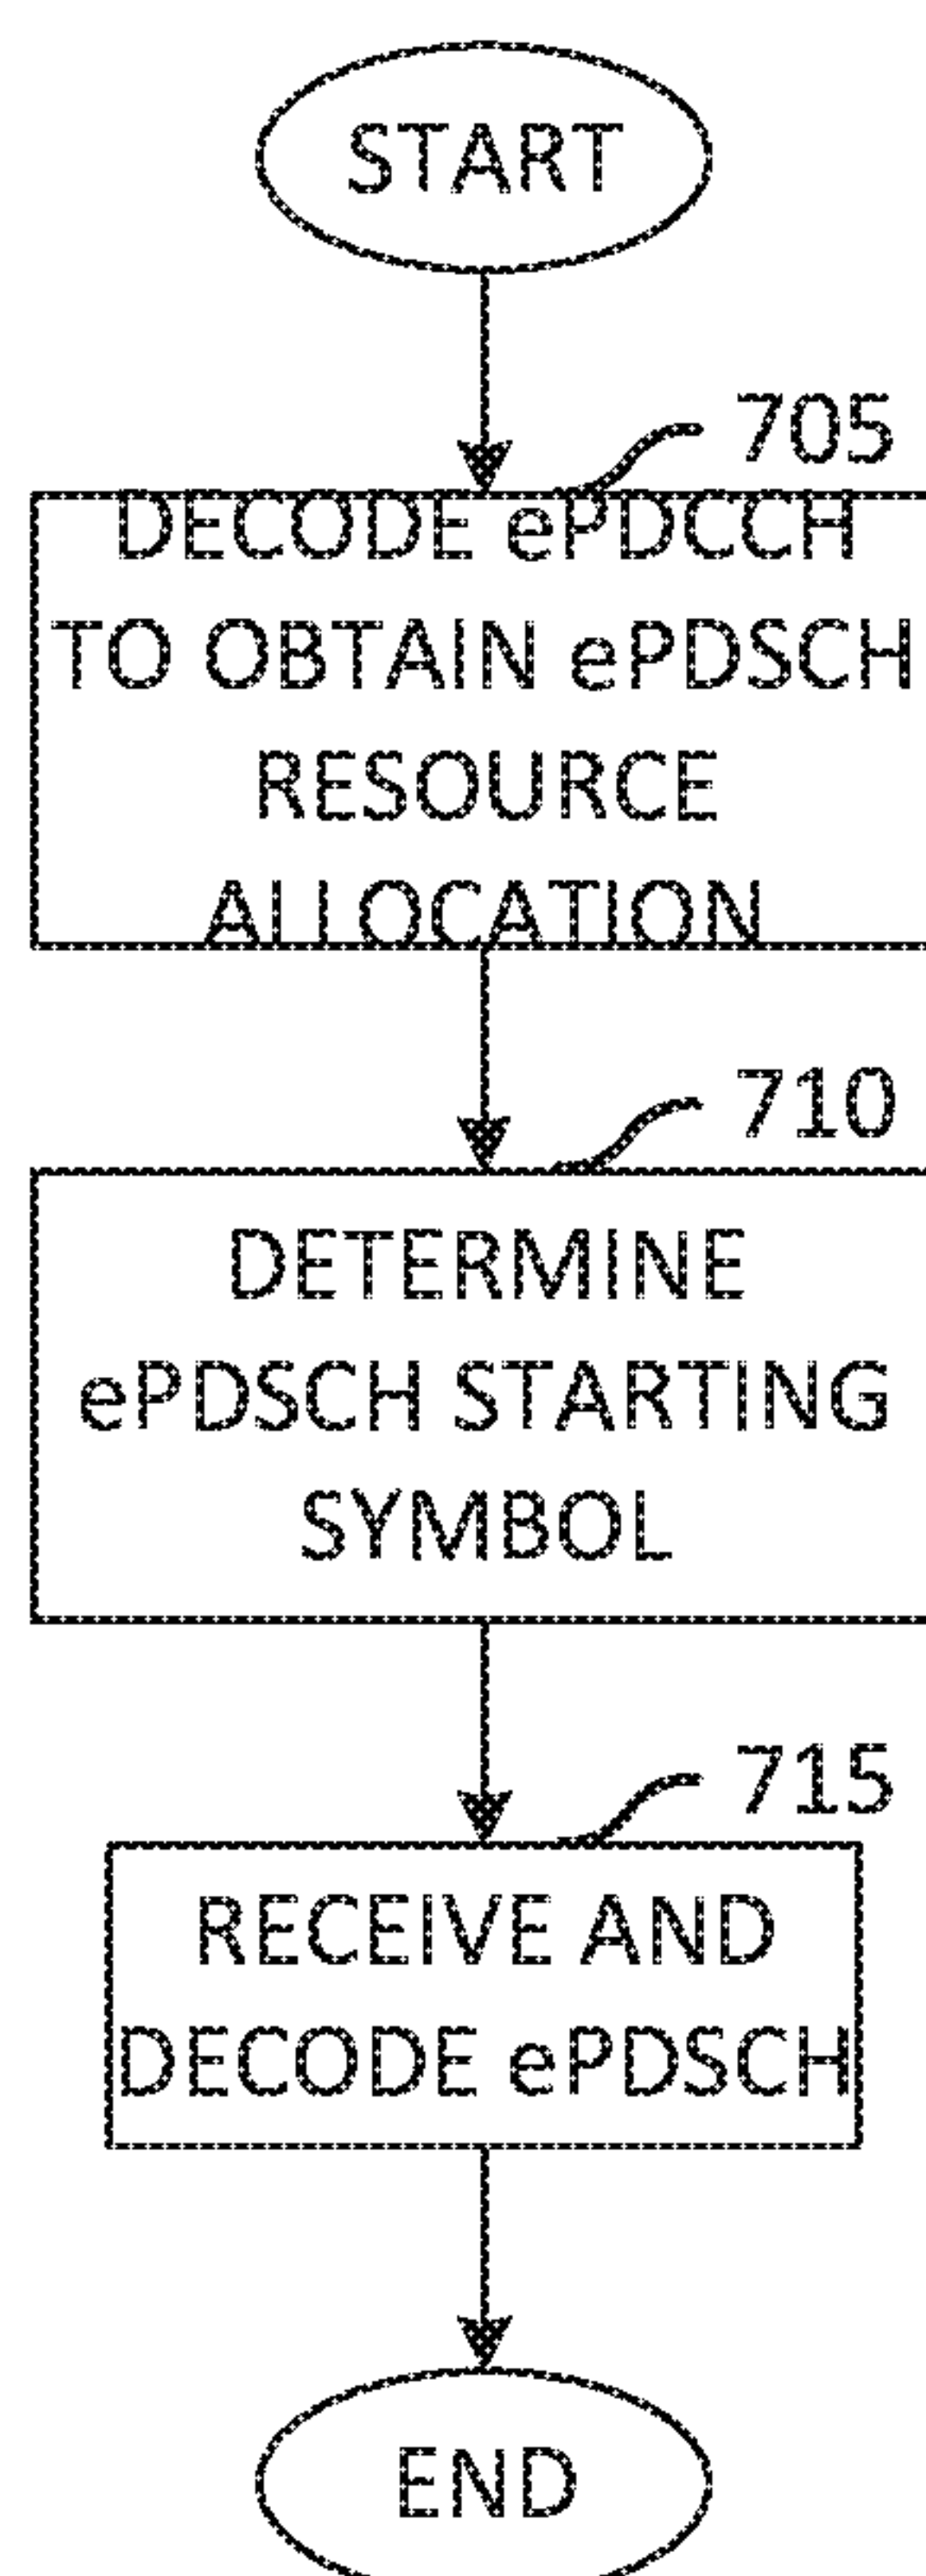 START
705
DECODE ePDCCH
TO OBTAIN ePDSCH
RESOURCE
ALLOCATION
710
DETERMINE
ePDSCH STARTING
SYMBOL
715
RECEIVE AND
DECODE ePDSCH
END